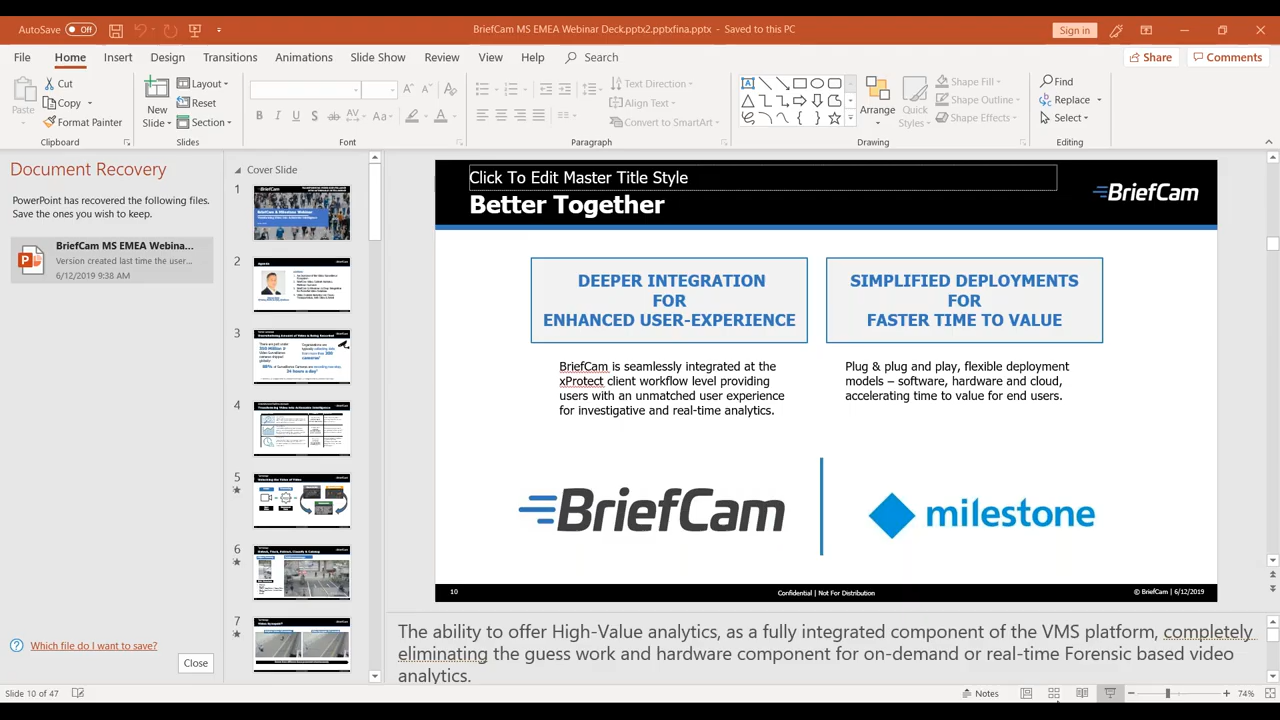 AutoSave Off
BriefCam MS EMEA Webinar Deck.pptx2.pptxfina.pptx - Saved to this PC
Sign in
File Home Insert Design Transitions Animations Slide Show Review View Help Search
Share Comments
Paste
Cut
Copy
Format Painter
Clipboard
New Slide
Layout
Reset
Section
Slides
Font
Text Direction
Align Text
Convert to SmartArt
Paragraph
Arrange
Quick Styles
Shape Fill
Shape Outline
Shape Effects
Drawing
Find
Replace
Select
Editing
Document Recovery
PowerPoint has recovered the following files.
Save the ones you wish to keep.
BriefCam MS EMEA Webina...
Version created last time the user...
6/12/2019 9:38 AM
Which file do I want to save?
Close
Cover Slide
1
2
3
4
5
6
7
Click To Edit Master Title Style
Better Together
BriefCam
DEEPER INTEGRATION
FOR
ENHANCED USER-EXPERIENCE
SIMPLIFIED DEPLOYMENTS
FOR
FASTER TIME TO VALUE
BriefCam is seamlessly integrated at the
xProtect client workflow level providing
users with an unmatched user experience
for investigative and real-time analytics.
Plug & plug and play, flexible deployment
models – software, hardware and cloud,
accelerating time to value for end users.
BriefCam
milestone
10
Confidential | Not For Distribution
© BriefCam | 6/12/2019
The ability to offer High-Value analytics, as a fully integrated component of the VMS platform, completely
eliminating the guess work and hardware component for on-demand or real-time Forensic based video
analytics.
Slide 10 of 47
Notes
74%